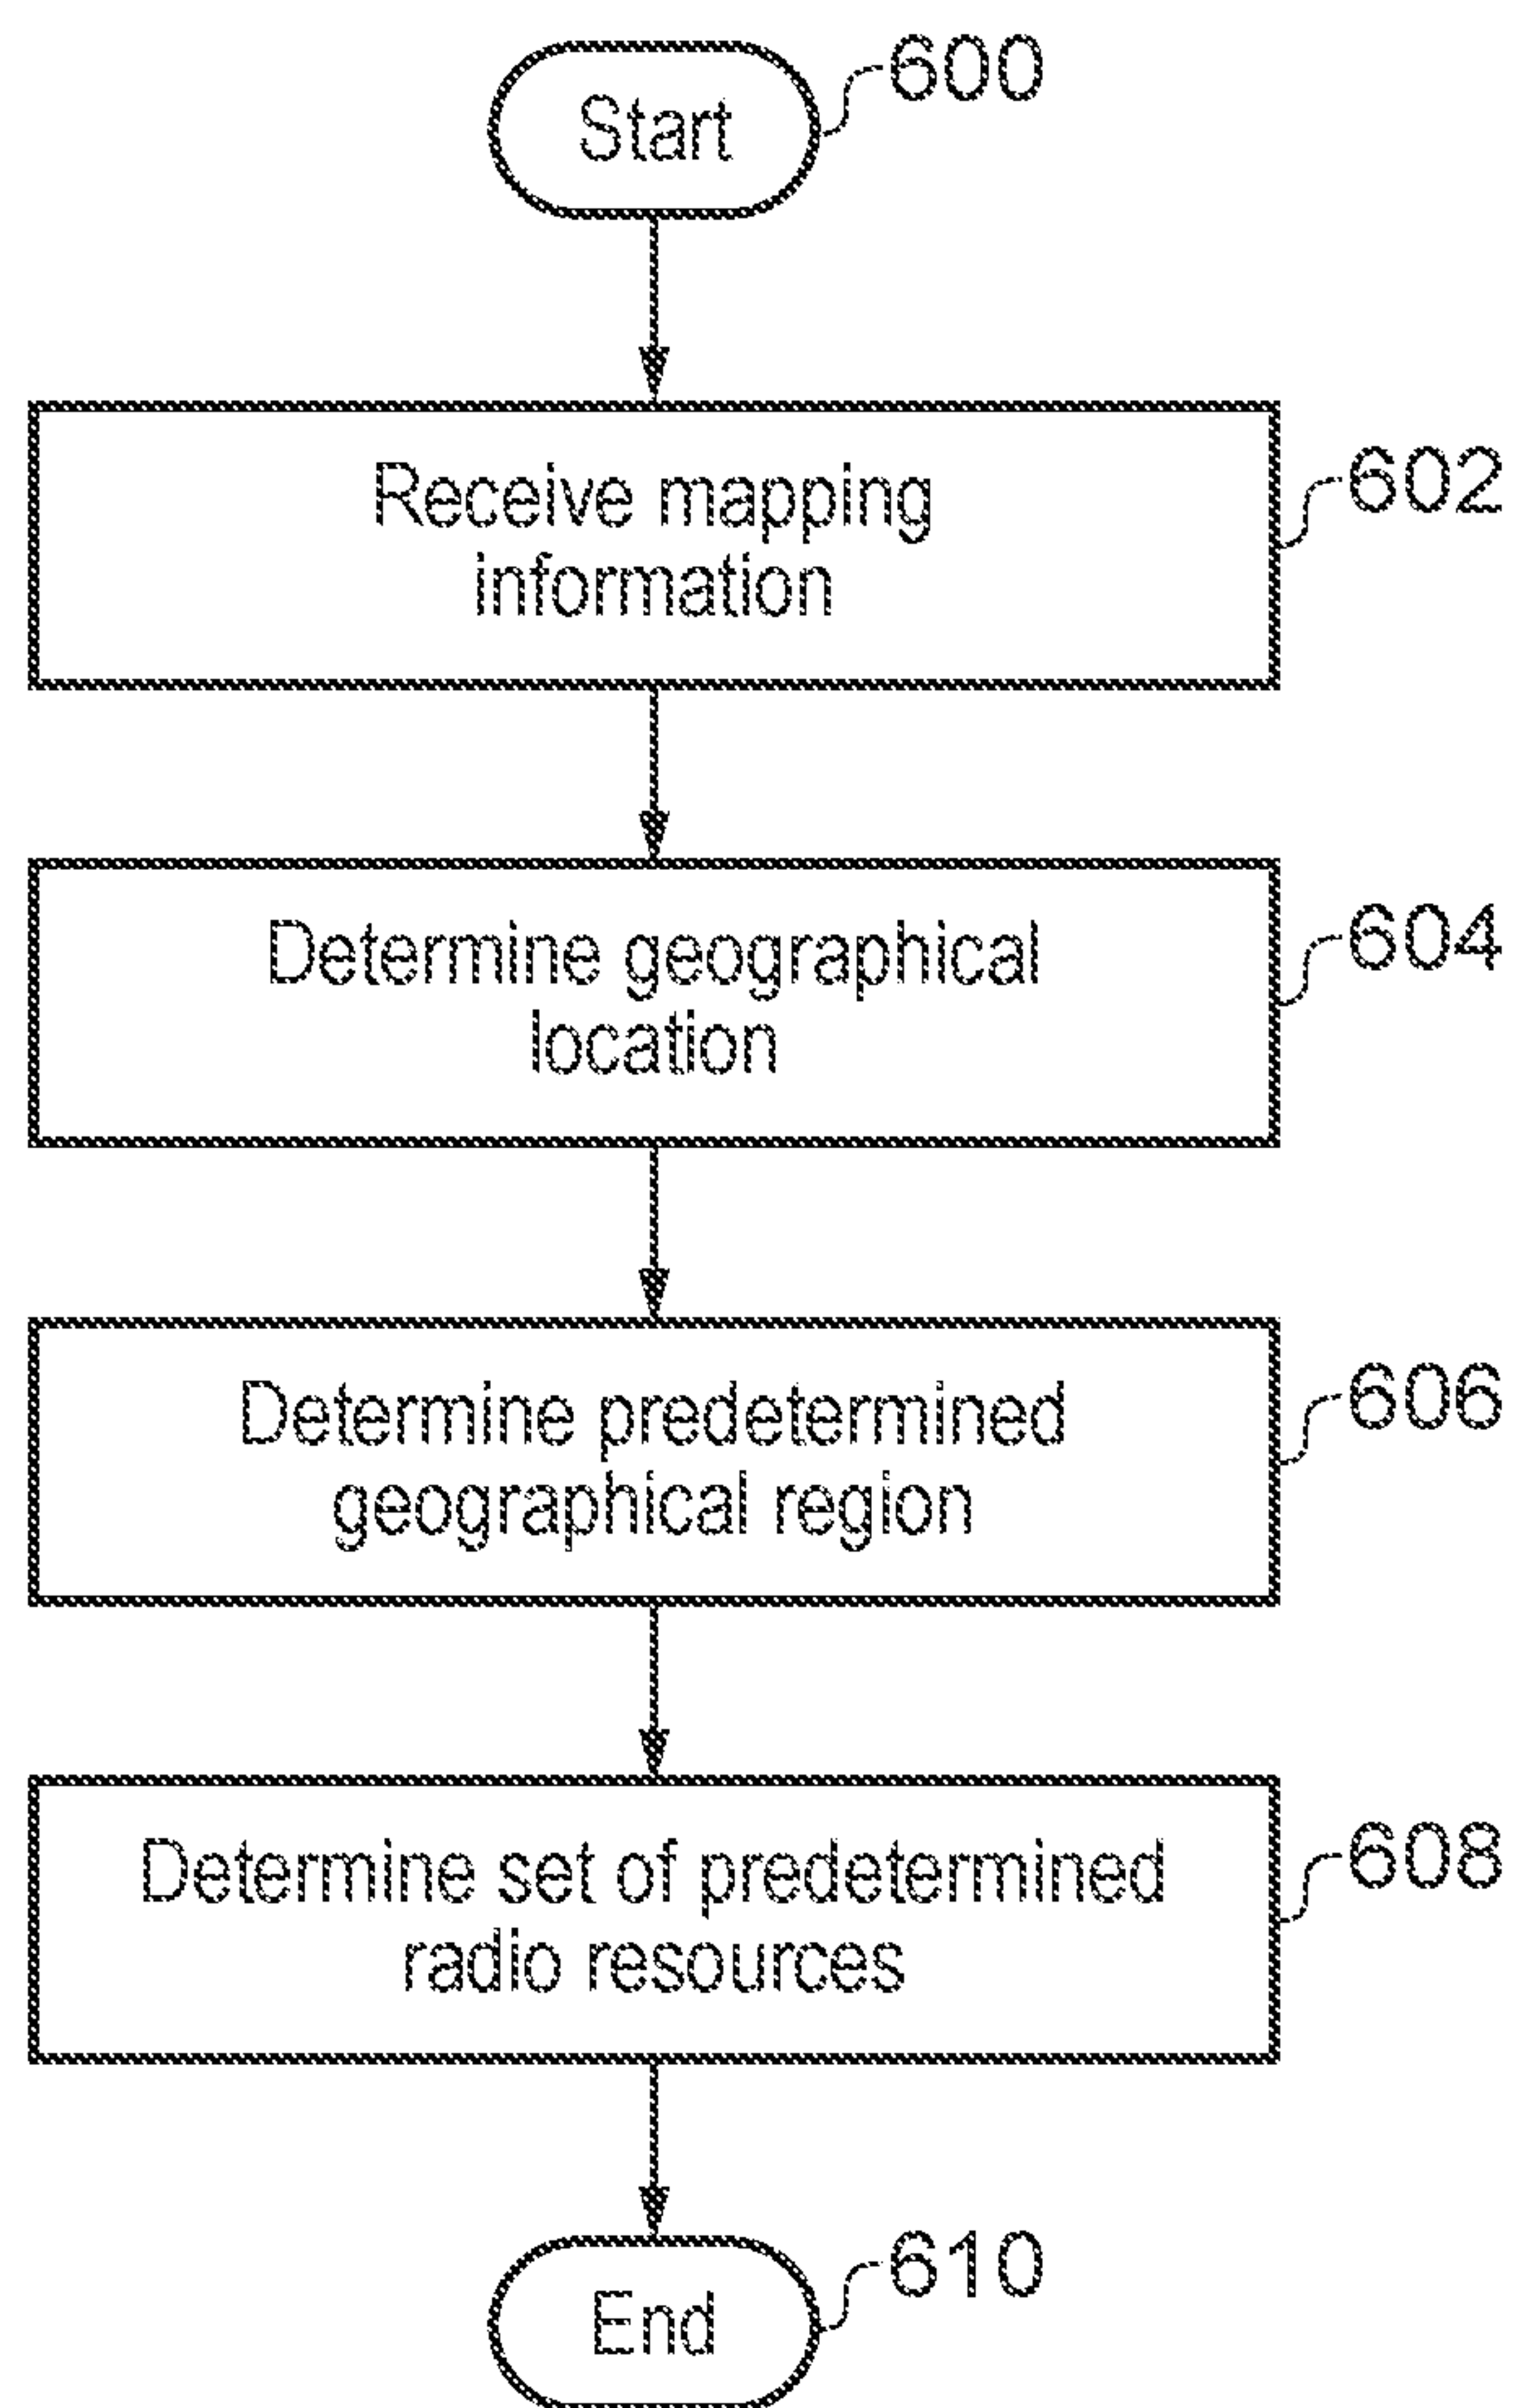 Start
600
Receive mapping
information
602
Determine geographical
location
604
Determine predetermined
geographical region
606
Determine set of predetermined
radio resources
608
End
610